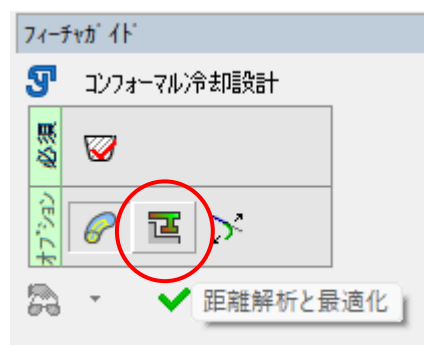 フィーチャガイド
コンフォーマル冷却設計
必須
オプション
距離解析と最適化